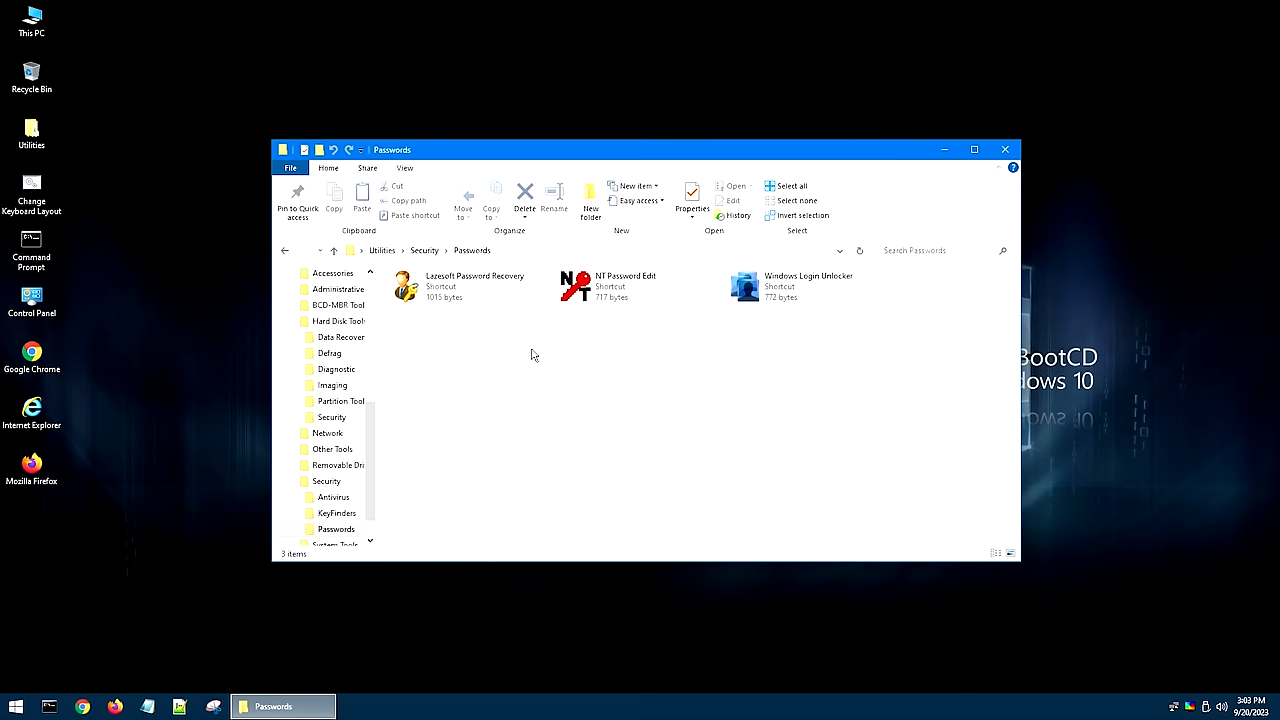 This PC
Recycle Bin
Utilities
Change
Keyboard Layout
Command
Prompt
Control Panel
Google Chrome
Internet Explorer
Mozilla Firefox
Passwords
File
Home
Share
View
Pin to Quick
access
Copy
Paste
Cut
Copy path
Paste shortcut
Clipboard
Move
to
Copy
to
Delete
Rename
Organize
New
folder
New item
Easy access
New
Properties
Open
Edit
History
Open
Select all
Select none
Invert selection
Select
Utilities > Security > Passwords
Search Passwords
Accessories
Administrative
BCD-MBR Tool
Hard Disk Tools
Data Recover
Defrag
Diagnostic
Imaging
Partition Tool
Security
Network
Other Tools
Removable Dri
Security
Antivirus
KeyFinders
Passwords
System Tools
Lazesoft Password Recovery
Shortcut
1015 bytes
NT
NT Password Edit
Shortcut
717 bytes
Windows Login Unlocker
Shortcut
772 bytes
3 items
BootCD
dows 10
Passwords
3:03 PM
9/20/2023